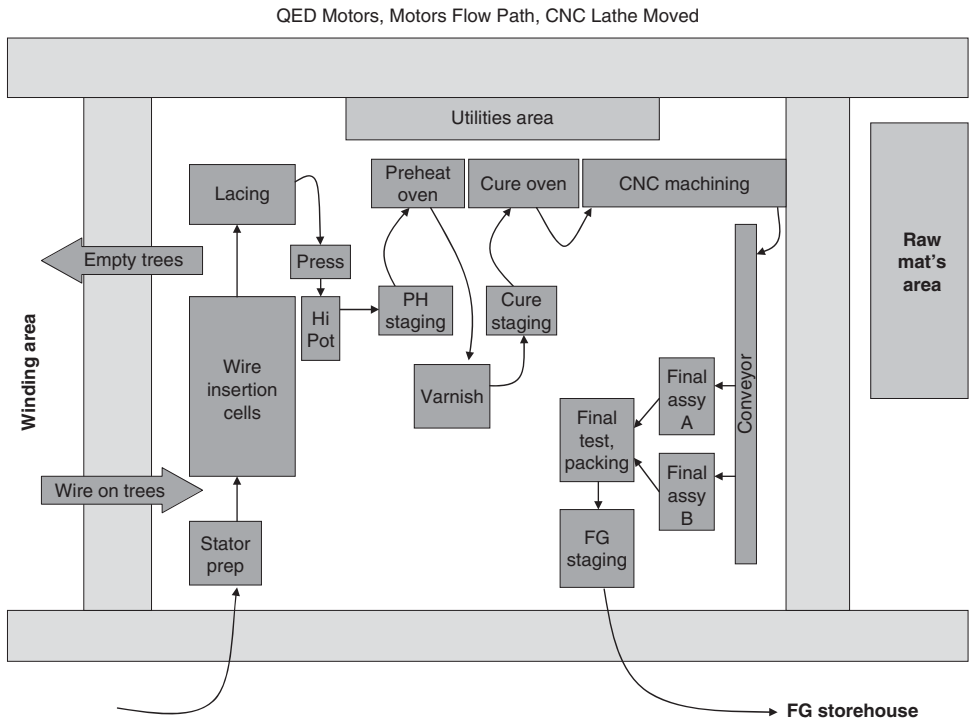 QED Motors, Motors Flow Path, CNC Lathe Moved
Utilities area
Preheat
oven
Cure oven
CNC machining
Lacing
Raw
mat's
area
Empty trees
Press
PH
staging
Cure
staging
Hi
Pot
Winding area
Wire
insertion
cells
Varnish
Final
assy
A
Conveyor
Final
test,
packing
Final
assy
B
Wire on trees
Stator
prep
FG
staging
FG storehouse